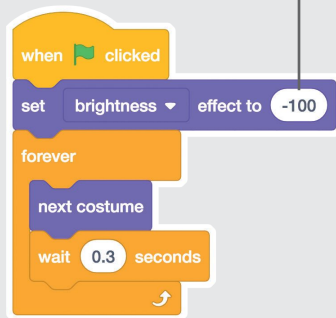 when clicked
set brightness effect to -100
forever
next costume
wait 0.3 seconds